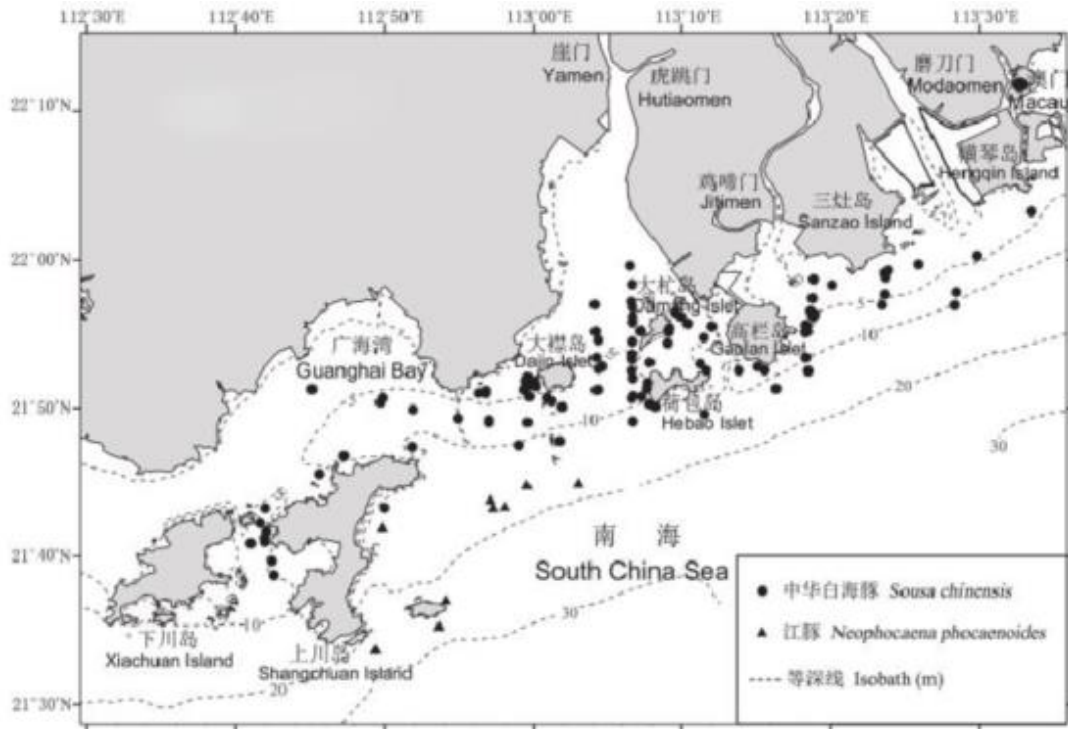 112°30'E
112°40'E
112°50'E
113°00'E
113°10'E
113°20'E
113°30'E
22°10'N
22°00'N
21°50'N
21°40'N
21°30'N
崖门
Yamen
虎跳门
Hutiaomen
磨刀门
Modaomen
澳门
Macau
横琴岛
Hengqin Island
鸡啼门
Jitimen
三灶岛
Sanzao Island
大杧岛
Damang Islet
高栏岛
Gaolan Islet
大襟岛
Dajin Islet
荷包岛
Hebao Islet
广海湾
Guanghai Bay
5
5
10
10
20
30
南 海
South China Sea
30
10
20
下川岛
Xiachuan Island
上川岛
Shangchuan Island
中华白海豚 Sousa chinensis
江豚 Neophocaena phocaenoides
等深线 Isobath (m)